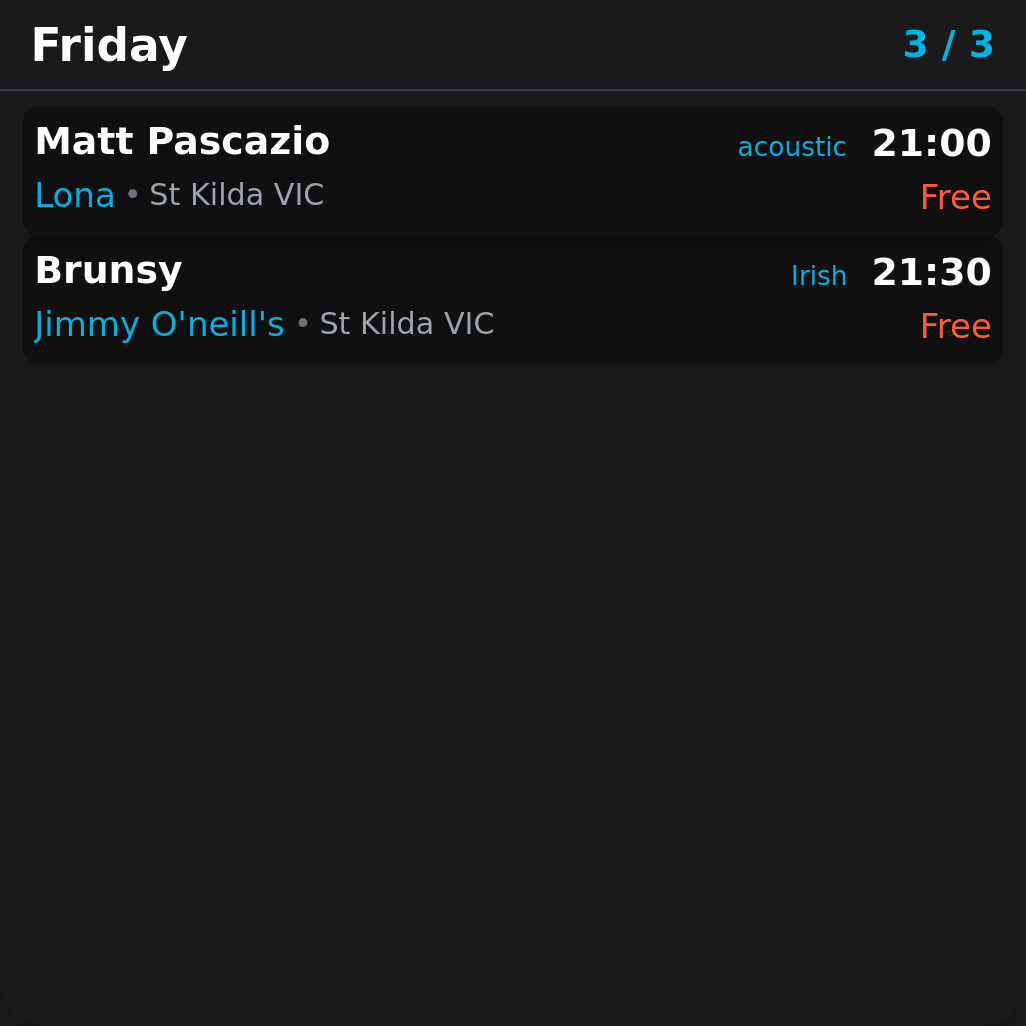 Friday 3 / 3
Matt Pascazio acoustic 21:00
Lona • St Kilda VIC Free
Brunsy Irish 21:30
Jimmy O'neill's • St Kilda VIC Free